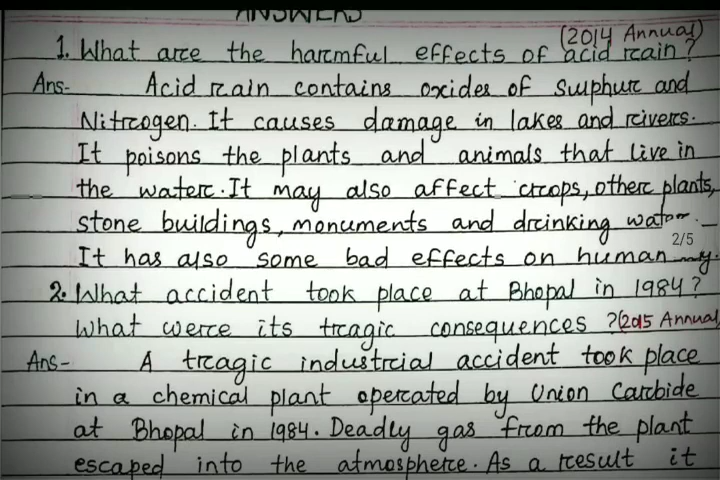 ANSWERS
(2014 Annual)
1. What are the harmful effects of acid rain?
Ans- Acid rain contains oxides of Sulphur and
Nitrogen. It causes damage in lakes and rivers.
It poisons the plants and animals that live in
the water. It may also affect crops, other plants,
stone buildings, monuments and drinking water.
2/5
It has also some bad effects on human
2. What accident took place at Bhopal in 1984?
What were its tragic consequences ?(2015 Annual)
Ans- A tragic industrial accident took place
in a chemical plant operated by Union Carbide
at Bhopal in 1984. Deadly gas from the plant
escaped into the atmosphere. As a result it